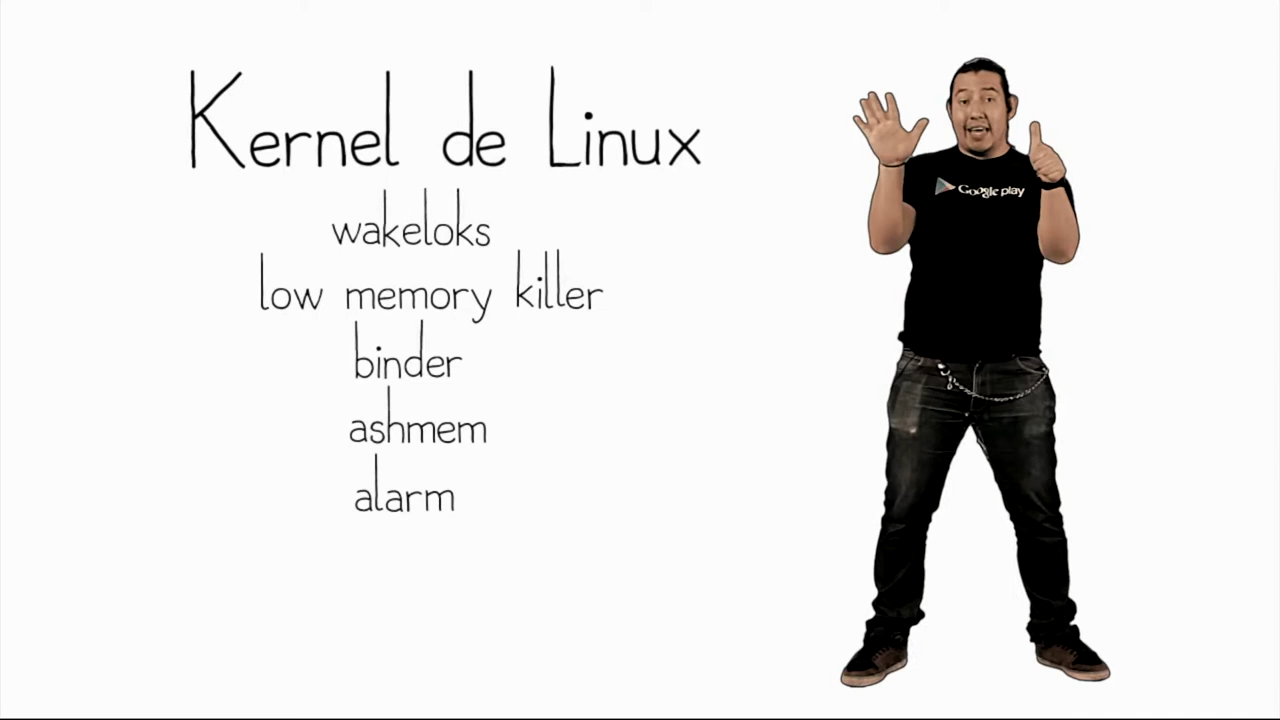 Kernel de Linux
wakeloks
low memory killer
binder
ashmem
alarm
Google play